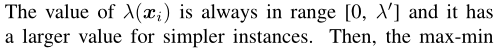 The value of λ(𝒙ᵢ) is always in range [0, λ′] and it has
a larger value for simpler instances. Then, the max-min